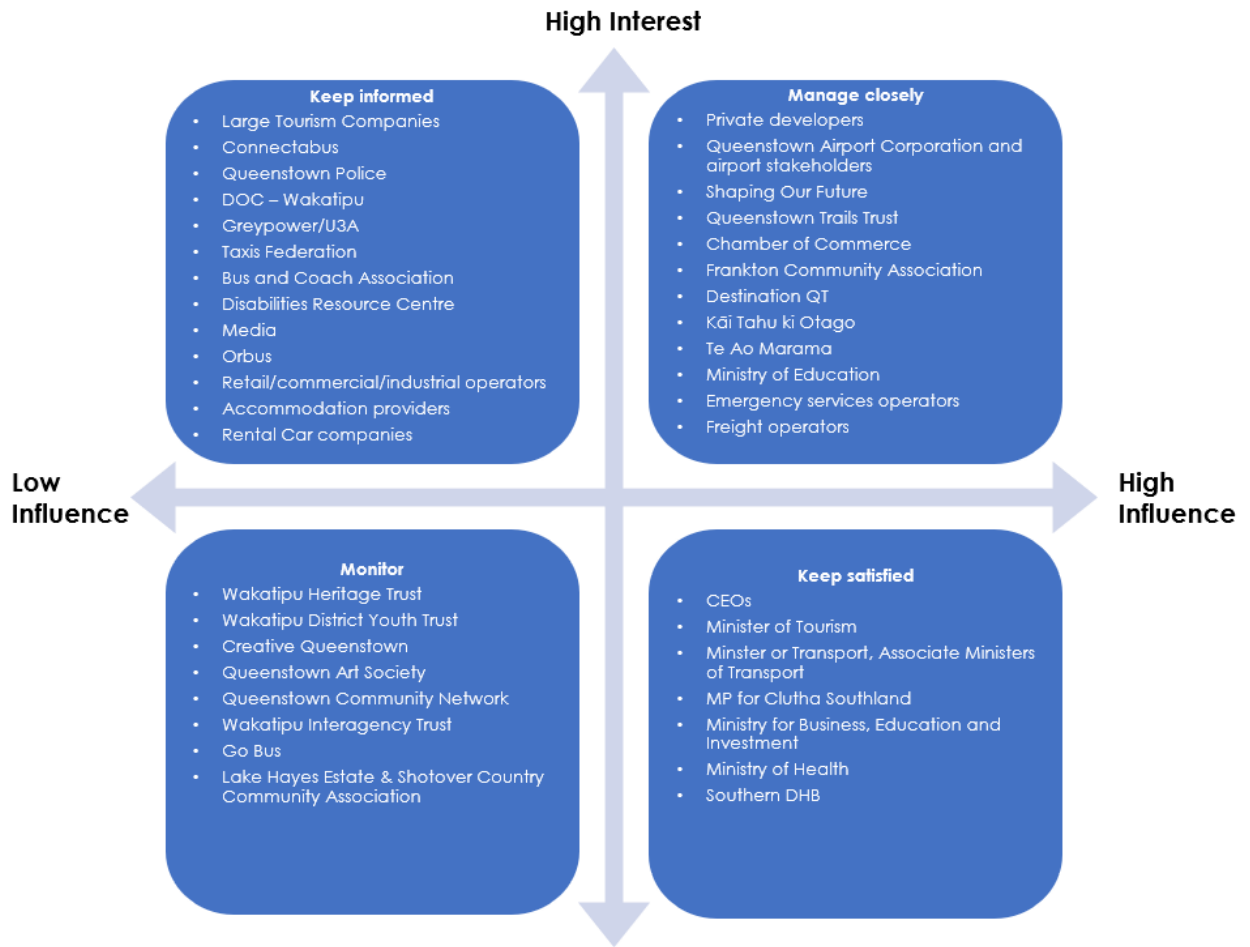 High Interest
Keep informed
• Large Tourism Companies
• Connectabus
• Queenstown Police
• DOC – Wakatipu
• Greypower/U3A
• Taxis Federation
• Bus and Coach Association
• Disabilities Resource Centre
• Media
• Orbus
• Retail/commercial/industrial operators
• Accommodation providers
• Rental Car companies
Manage closely
• Private developers
• Queenstown Airport Corporation and
airport stakeholders
• Shaping Our Future
• Queenstown Trails Trust
• Chamber of Commerce
• Frankton Community Association
• Destination QT
• Kāi Tahu ki Otago
• Te Ao Marama
• Ministry of Education
• Emergency services operators
• Freight operators
Low
Influence
High
Influence
Monitor
• Wakatipu Heritage Trust
• Wakatipu District Youth Trust
• Creative Queenstown
• Queenstown Art Society
• Queenstown Community Network
• Wakatipu Interagency Trust
• Go Bus
• Lake Hayes Estate & Shotover Country
Community Association
Keep satisfied
• CEOs
• Minister of Tourism
• Minster or Transport, Associate Ministers
of Transport
• MP for Clutha Southland
• Ministry for Business, Education and
Investment
• Ministry of Health
• Southern DHB